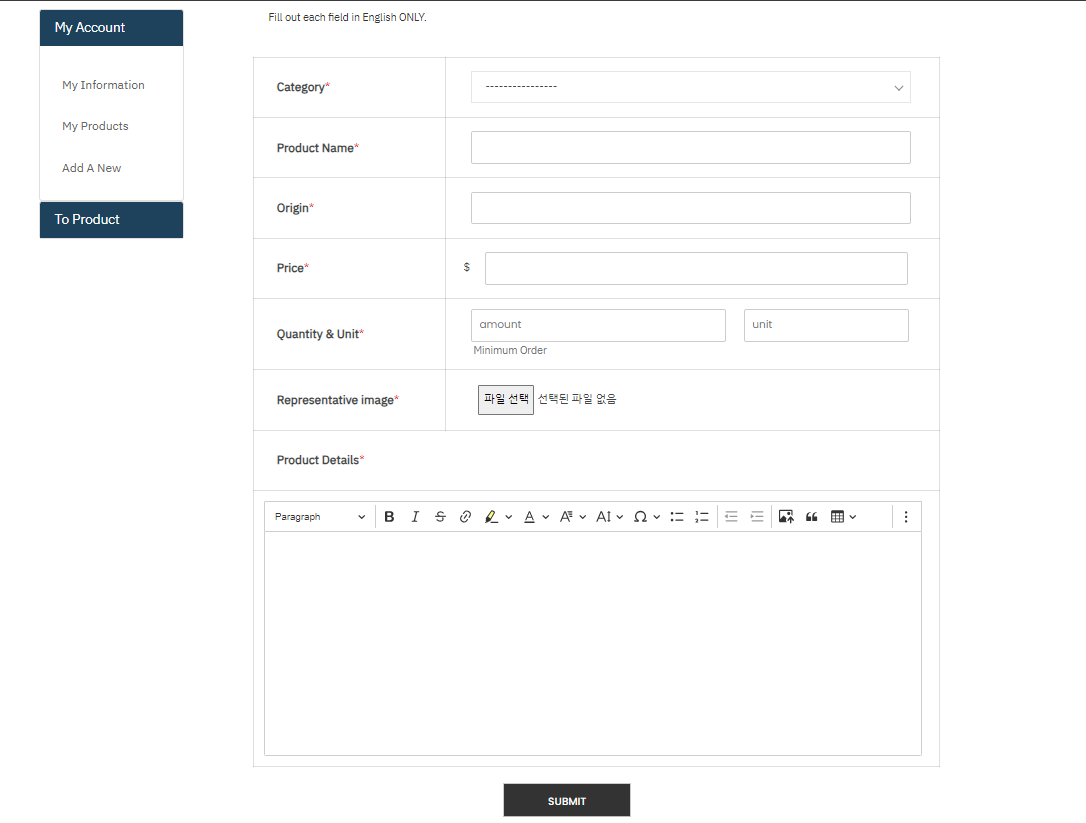 My Account
My Information
My Products
Add A New
To Product
Fill out each field in English ONLY.
Category*
----------------
Product Name*
Origin*
Price*
$
Quantity & Unit*
amount
unit
Minimum Order
Representative image*
파일 선택 선택된 파일 없음
Product Details*
Paragraph
SUBMIT